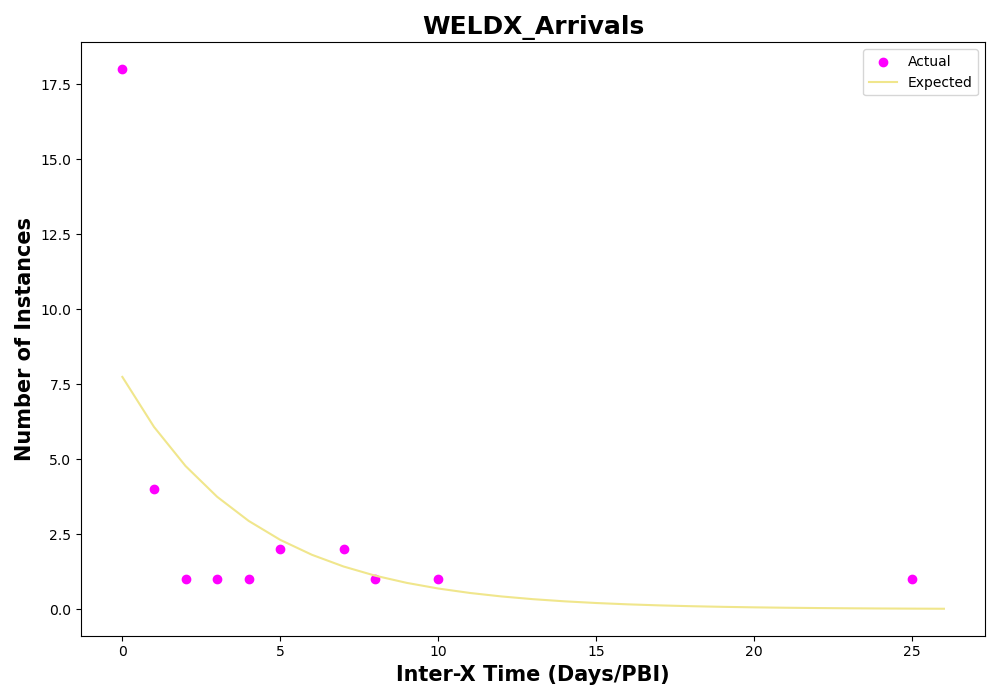 WELDX_Arrivals
Actual
Expected
Number of Instances
17.5
15.0
12.5
10.0
7.5
5.0
2.5
0.0
0 5 10 15 20 25
Inter-X Time (Days/PBI)